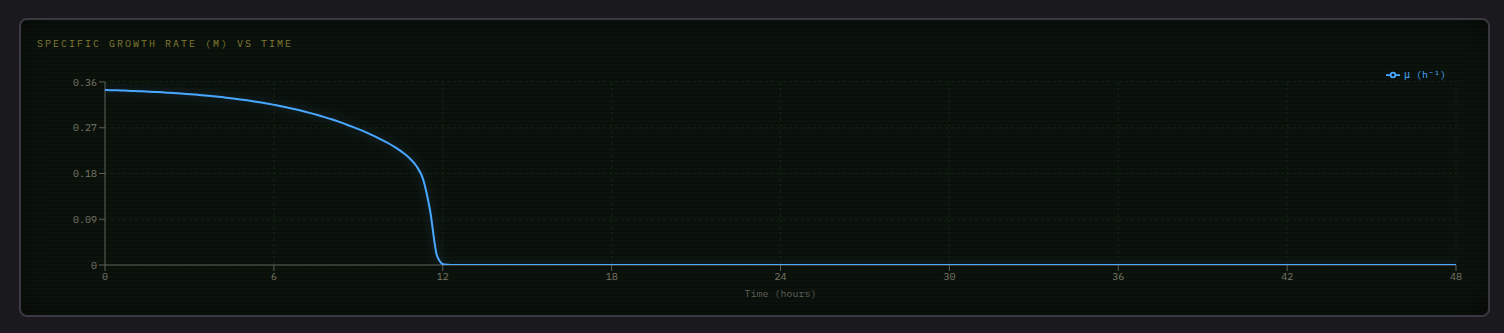 SPECIFIC GROWTH RATE (Μ) VS TIME
μ (h⁻¹)
0.36
0.27
0.18
0.09
0
0 6 12 18 24 30 36 42 48
Time (hours)